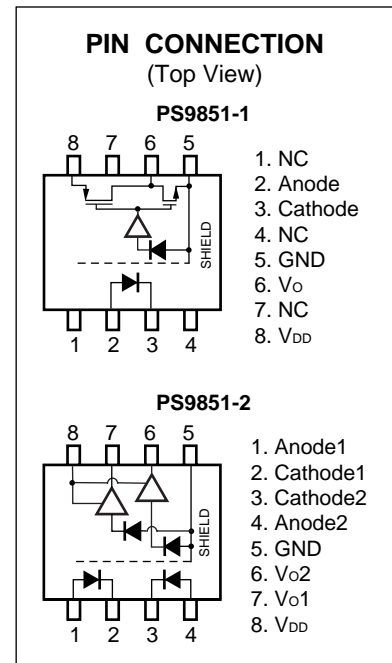 PIN CONNECTION
(Top View)
PS9851-1
8 7 6 5
SHIELD
1 2 3 4
1. NC
2. Anode
3. Cathode
4. NC
5. GND
6. VO
7. NC
8. VDD
PS9851-2
8 7 6 5
SHIELD
1 2 3 4
1. Anode1
2. Cathode1
3. Cathode2
4. Anode2
5. GND
6. VO2
7. VO1
8. VDD